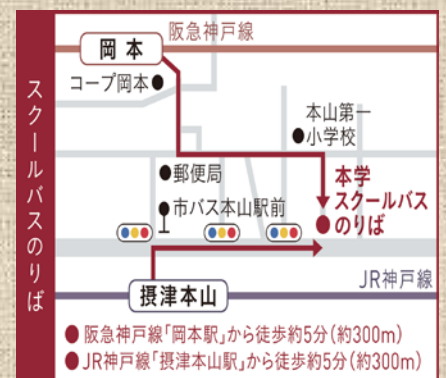 スクールバスのりば
阪急神戸線
岡本
コープ岡本●
本山第一
●小学校
●郵便局
市バス本山駅前
本学
スクールバス
のりば
JR神戸線
摂津本山
●阪急神戸線「岡本駅」から徒歩約5分(約300m)
●JR神戸線「摂津本山駅」から徒歩約5分(約300m)